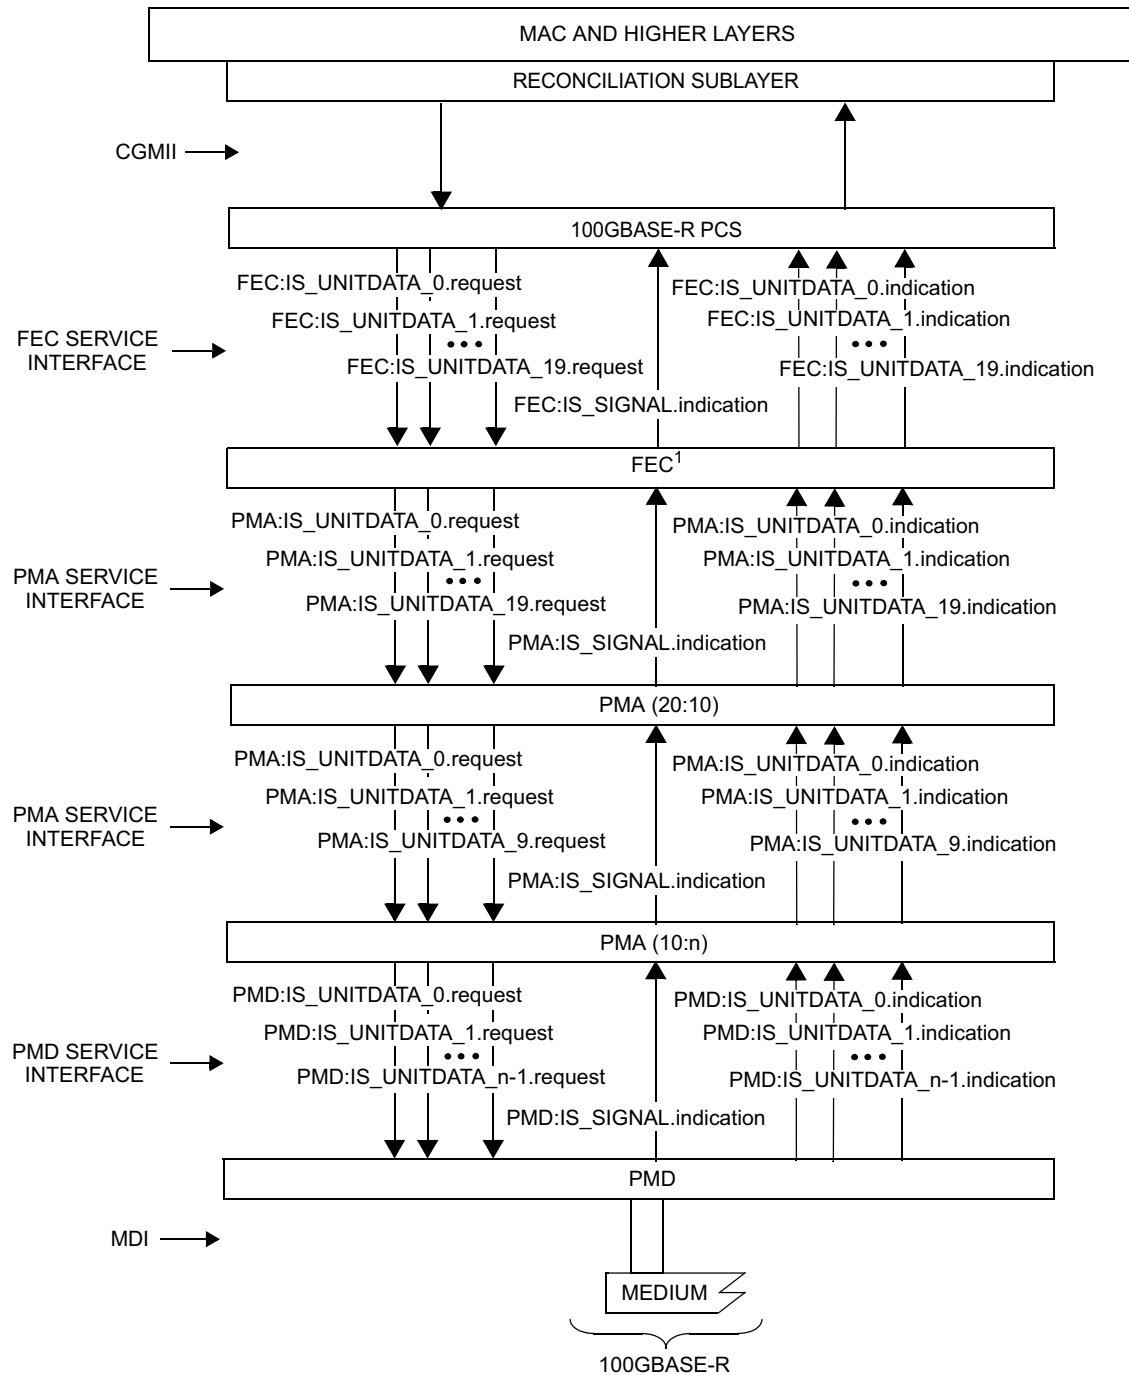 MAC AND HIGHER LAYERS
RECONCILIATION SUBLAYER
CGMII
100GBASE-R PCS
FEC:IS_UNITDATA_0.request
FEC:IS_UNITDATA_1.request
FEC:IS_UNITDATA_19.request
FEC:IS_SIGNAL.indication
FEC:IS_UNITDATA_0.indication
FEC:IS_UNITDATA_1.indication
FEC:IS_UNITDATA_19.indication
FEC SERVICE
INTERFACE
FEC1
PMA:IS_UNITDATA_0.request
PMA:IS_UNITDATA_1.request
PMA:IS_UNITDATA_19.request
PMA:IS_SIGNAL.indication
PMA:IS_UNITDATA_0.indication
PMA:IS_UNITDATA_1.indication
PMA:IS_UNITDATA_19.indication
PMA SERVICE
INTERFACE
PMA (20:10)
PMA:IS_UNITDATA_0.request
PMA:IS_UNITDATA_1.request
PMA:IS_UNITDATA_9.request
PMA:IS_SIGNAL.indication
PMA:IS_UNITDATA_0.indication
PMA:IS_UNITDATA_1.indication
PMA:IS_UNITDATA_9.indication
PMA SERVICE
INTERFACE
PMA (10:n)
PMD:IS_UNITDATA_0.request
PMD:IS_UNITDATA_1.request
PMD:IS_UNITDATA_n-1.request
PMD:IS_SIGNAL.indication
PMD:IS_UNITDATA_0.indication
PMD:IS_UNITDATA_1.indication
PMD:IS_UNITDATA_n-1.indication
PMD SERVICE
INTERFACE
PMD
MDI
MEDIUM
100GBASE-R